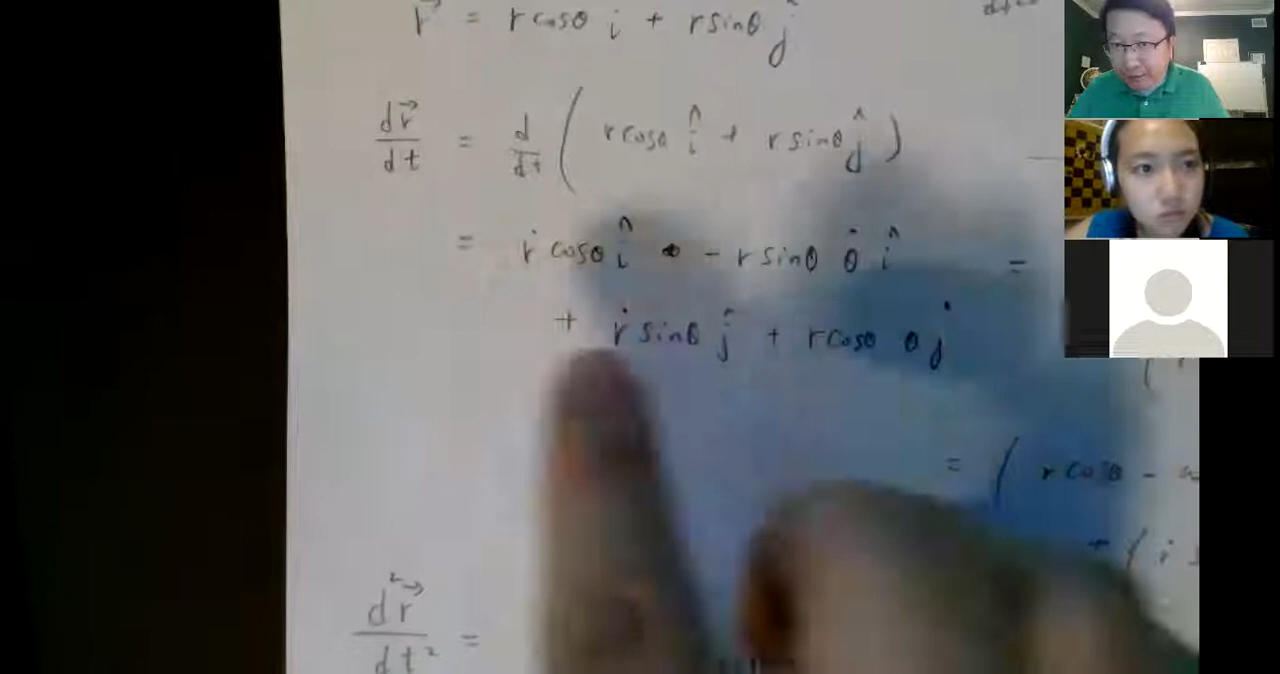 r⃗ = r cosθ i + r sinθ j
dr⃗/dt = d/dt ( r cosθ î + r sinθ ĵ )
= ṙ cosθ î - r sinθ θ̇ î =
+ ṙ sinθ ĵ + r cosθ θ j
= ( r cosθ -
+ (
d²r⃗/dt² =